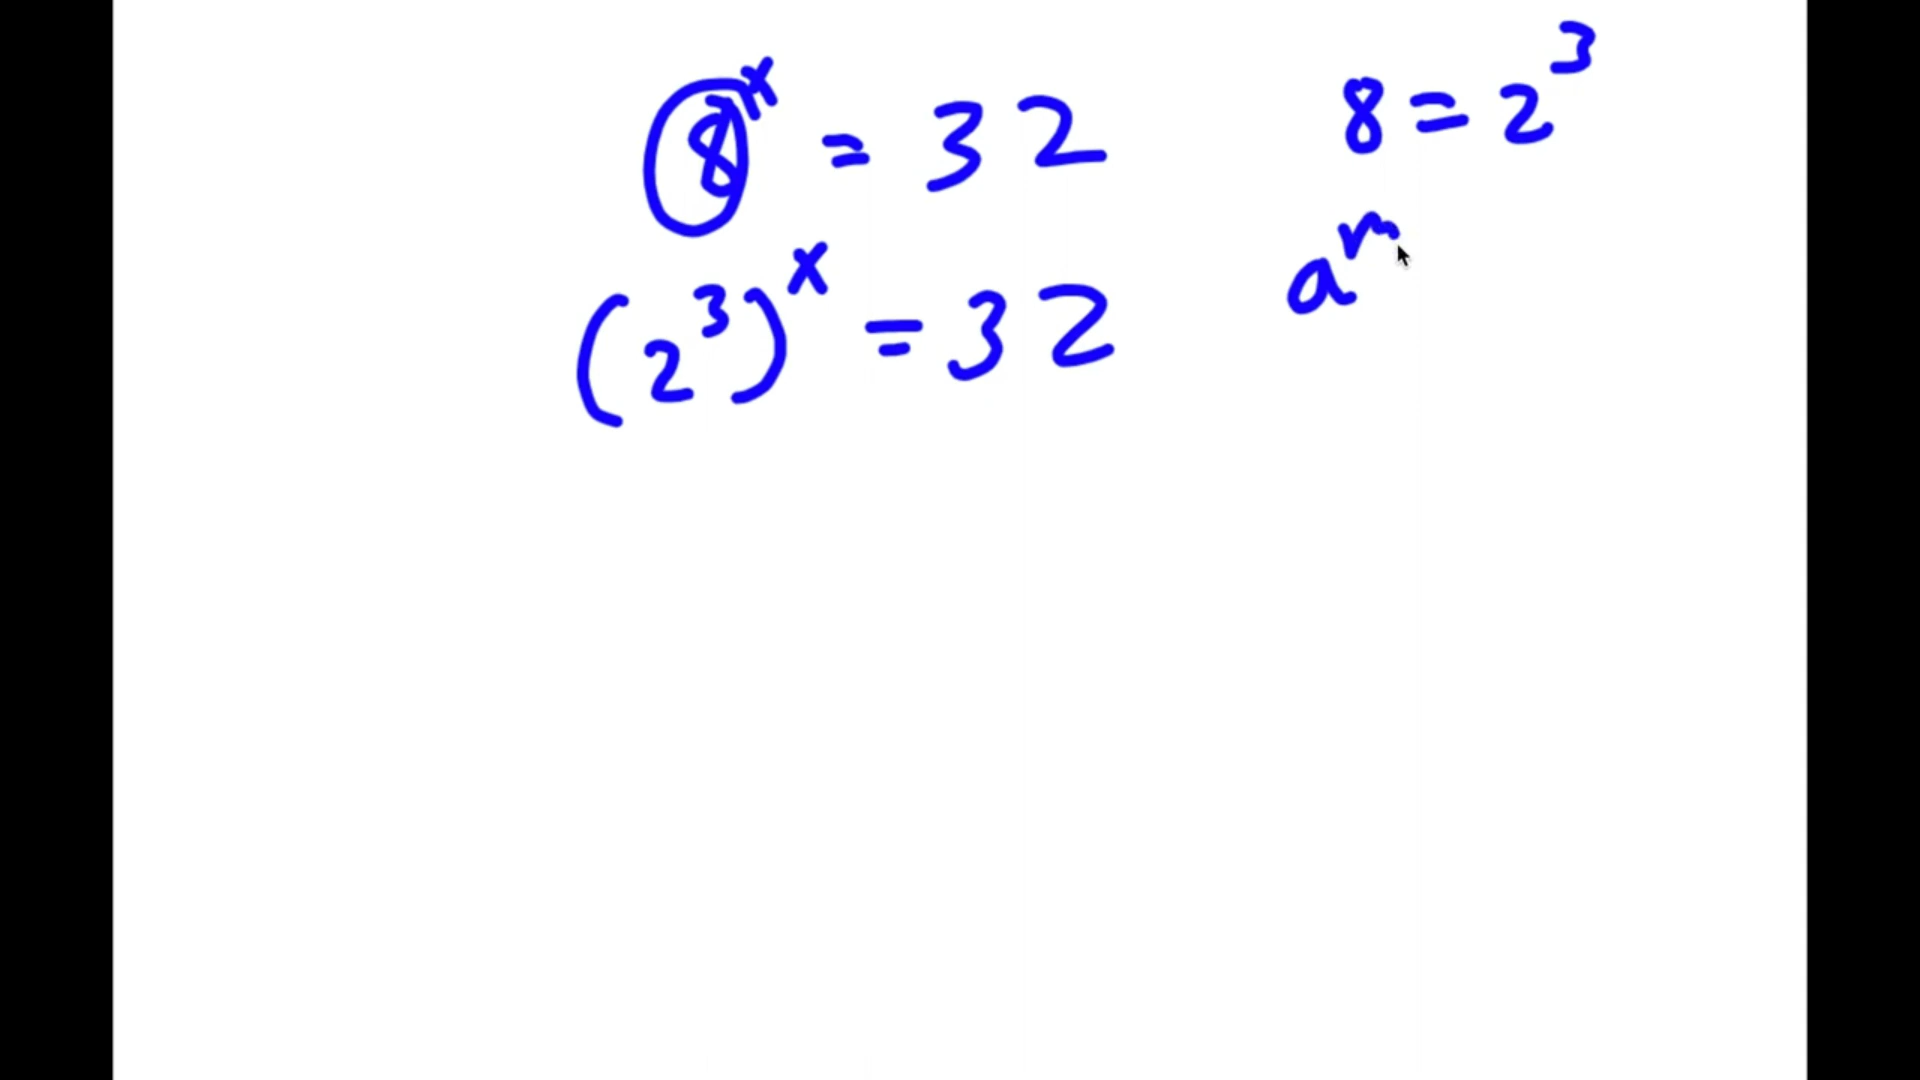 8^x = 32
(2^3)^x = 32
8 = 2^3
a^m